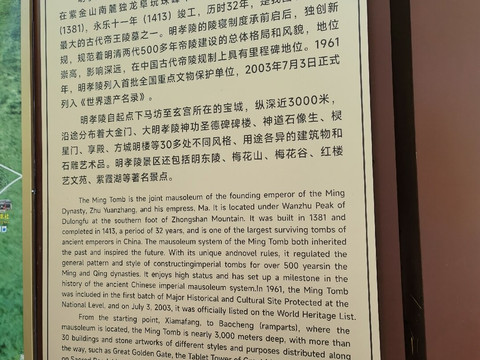 在紫金山南麓独龙阜玩珠峰下
(1381)，永乐十一年（1413）竣工，历时32年，是我国
最大的古代帝王陵墓之一。明孝陵的陵寝制度承前启后，独创新
规，规范着明清两代500多年帝陵建设的总体格局和风貌，地位
崇高，影响深远，在中国古代帝陵规制上具有里程碑地位。1961
年，明孝陵列入首批全国重点文物保护单位，2003年7月3日正式
列入《世界遗产名录》。
明孝陵自起点下马坊至玄宫所在的宝城，纵深近3000米，
沿途分布着大金门、大明孝陵神功圣德碑碑楼、神道石像生、棂
星门、享殿、方城明楼等30多处不同风格、用途各异的建筑物和
石雕艺术品。明孝陵景区还包括明东陵、梅花山、梅花谷、红楼
艺文苑、紫霞湖等著名景点。
The Ming Tomb is the joint mausoleum of the founding emperor of the Ming
Dynasty, Zhu Yuanzhang, and his empress, Ma. It is located under Wanzhu Peak of
Dulongfu at the southern foot of Zhongshan Mountain. It was built in 1381 and
completed in 1413, a period of 32 years, and is one of the largest surviving tombs of
ancient emperors in China. The mausoleum system of the Ming Tomb both inherited
the past and inspired the future. With its unique andnovel rules, it regulated the
general pattern and style of constructingimperial tombs for over 500 yearsin the
Ming and Qing dynasties. It enjoys high status and has set up a milestone in the
history of the ancient Chinese imperial mausoleum system.In 1961, the Ming Tomb
was included in the first batch of Major Historical and Cultural Site Protected at the
National Level, and on July 3, 2003, it was officially listed on the World Heritage List.
From the starting point, Xiamafang, to Baocheng (ramparts), where the
mausoleum is located, the Ming Tomb is nearly 3,000 meters deep, with more than
30 buildings and stone artworks of different styles and purposes distributed along
the way, such as Great Golden Gate, the Tablet Tower of